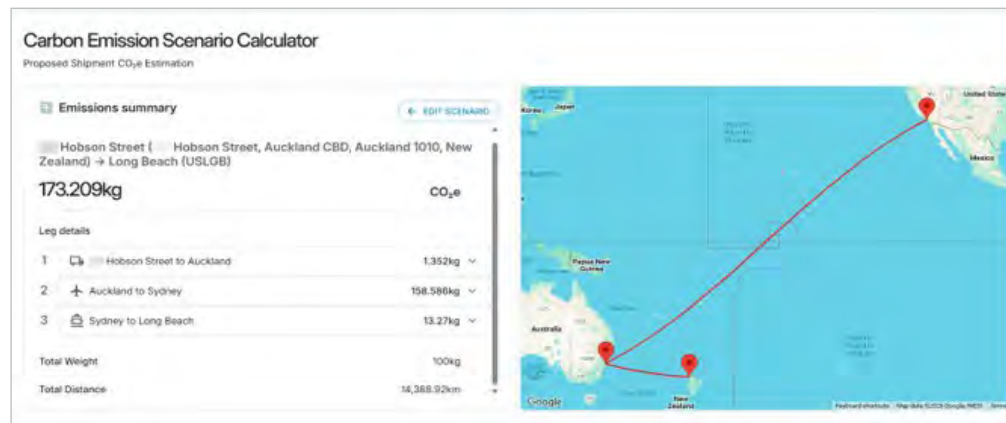 Carbon Emission Scenario Calculator
Proposed Shipment CO₂e Estimation
Emissions summary
← EDIT SCENARIO
Hobson Street ( Hobson Street, Auckland CBD, Auckland 1010, New
Zealand) → Long Beach (USLGB)
173.209kg
CO₂e
Leg details
1 Hobson Street to Auckland 1.352kg
2 Auckland to Sydney 158.586kg
3 Sydney to Long Beach 13.27kg
Total Weight 100kg
Total Distance 14,388.92km
Korea
Japan
United States
Mexico
Papua New
Guinea
Australia
New
Zealand
Google
Keyboard shortcuts